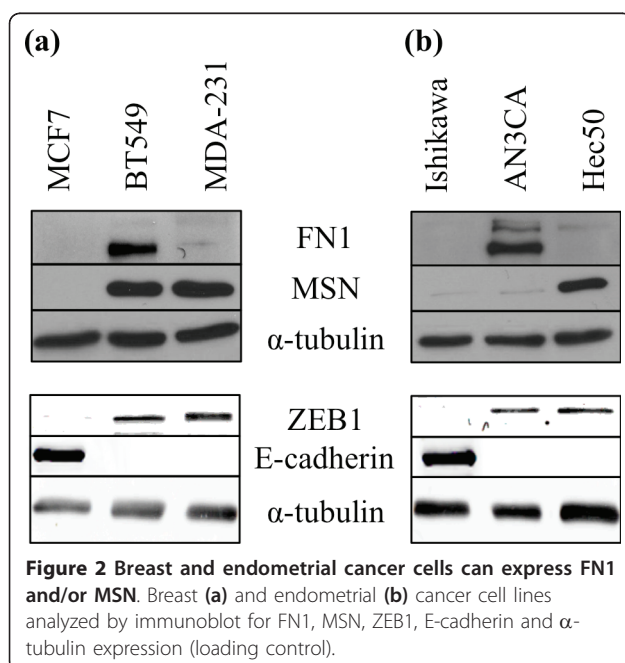 (a)
(b)
MCF7
BT549
MDA-231
Ishikawa
AN3CA
Hec50
FN1
MSN
α-tubulin
ZEB1
E-cadherin
α-tubulin
Figure 2 Breast and endometrial cancer cells can express FN1
and/or MSN. Breast (a) and endometrial (b) cancer cell lines
analyzed by immunoblot for FN1, MSN, ZEB1, E-cadherin and α-
tubulin expression (loading control).